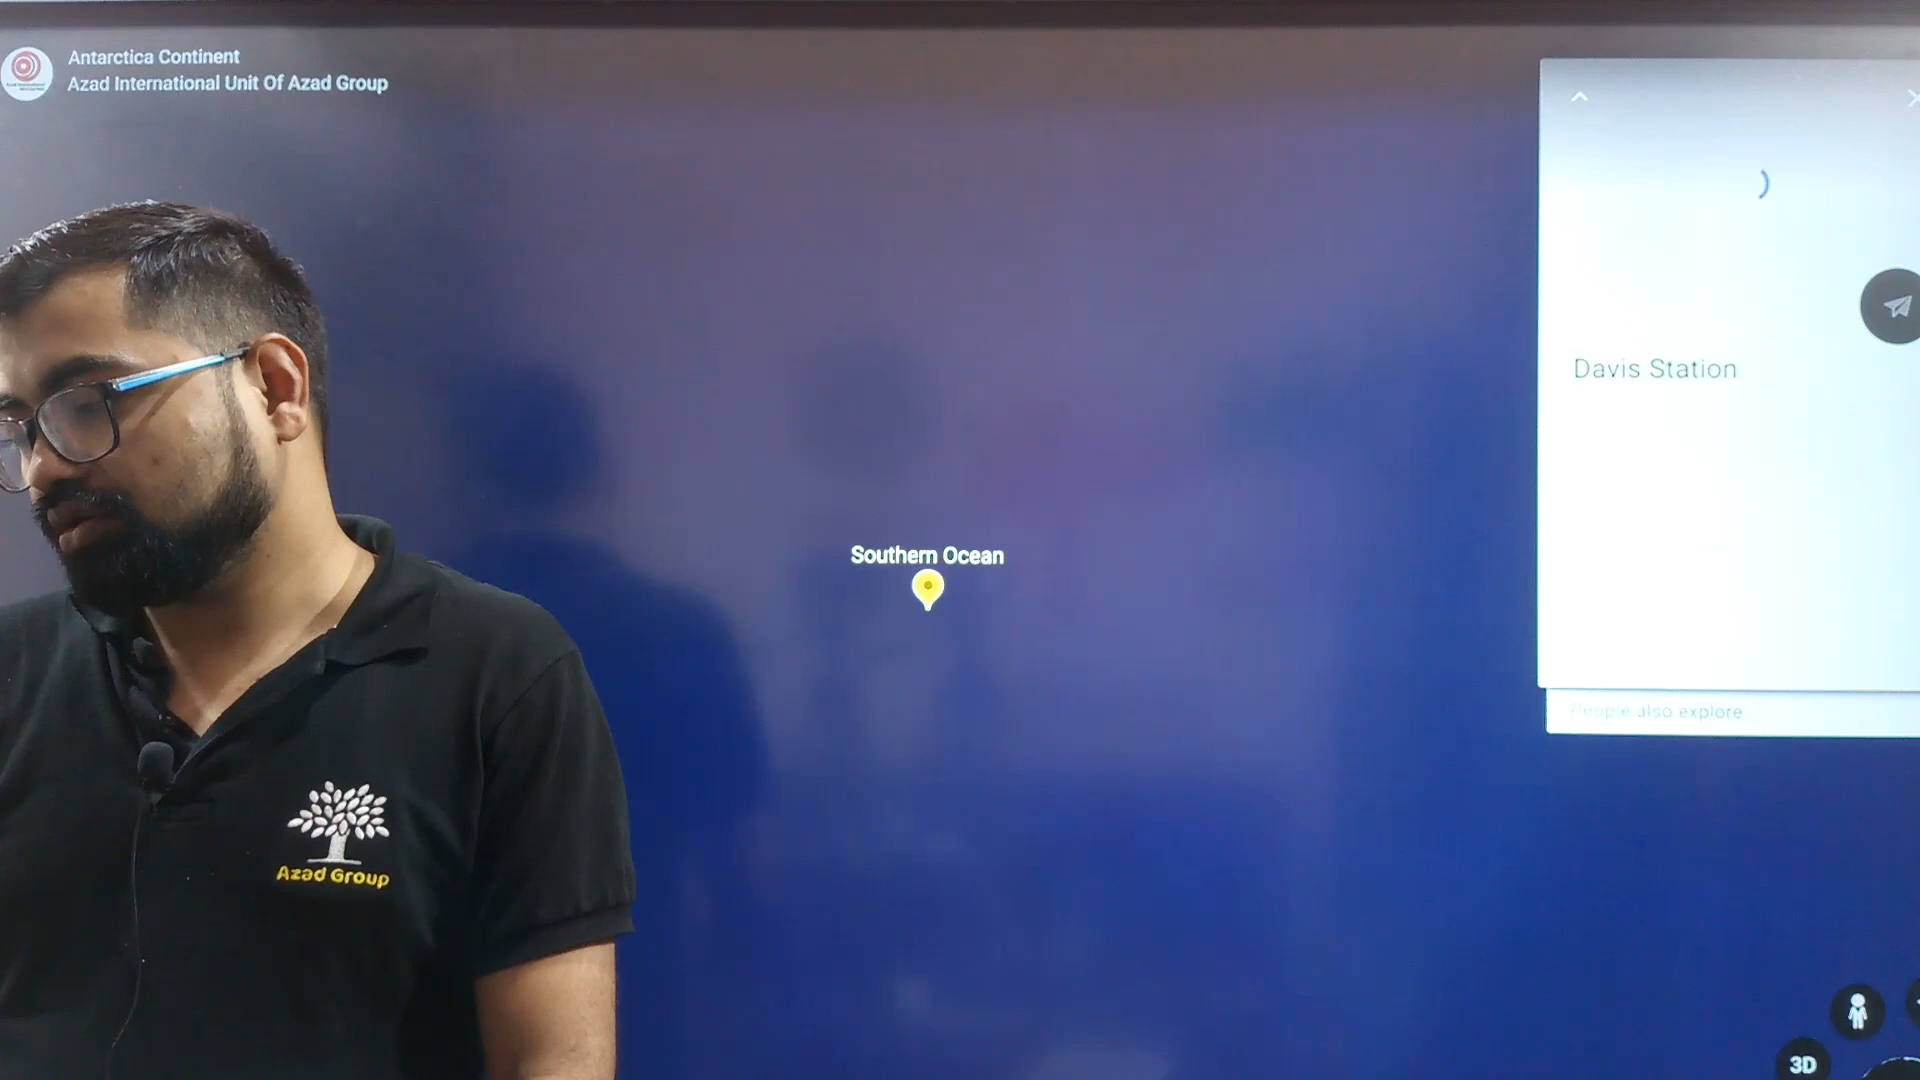 Antarctica Continent
Azad International Unit Of Azad Group
Davis Station
Southern Ocean
People also explore
Azad Group
3D